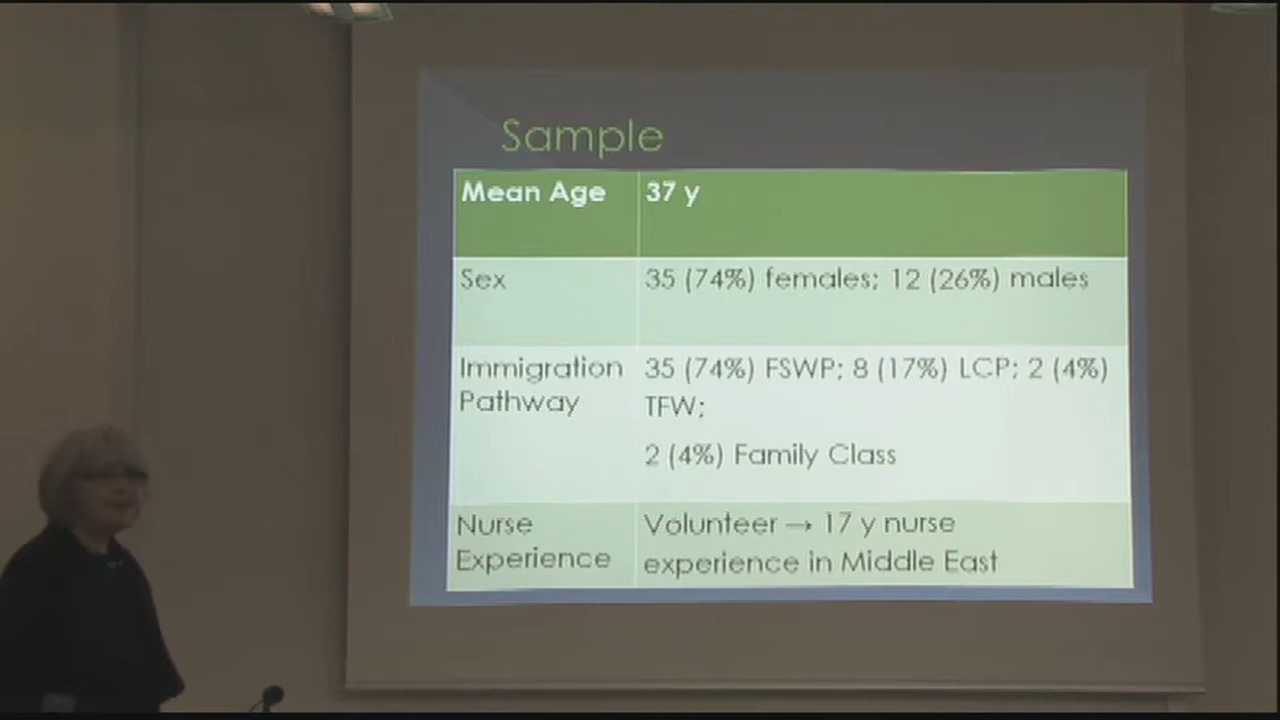 Sample
Mean Age 37 y
Sex 35 (74%) females; 12 (26%) males
Immigration Pathway 35 (74%) FSWP; 8 (17%) LCP; 2 (4%)
TFW;
2 (4%) Family Class
Nurse Experience Volunteer → 17 y nurse
experience in Middle East